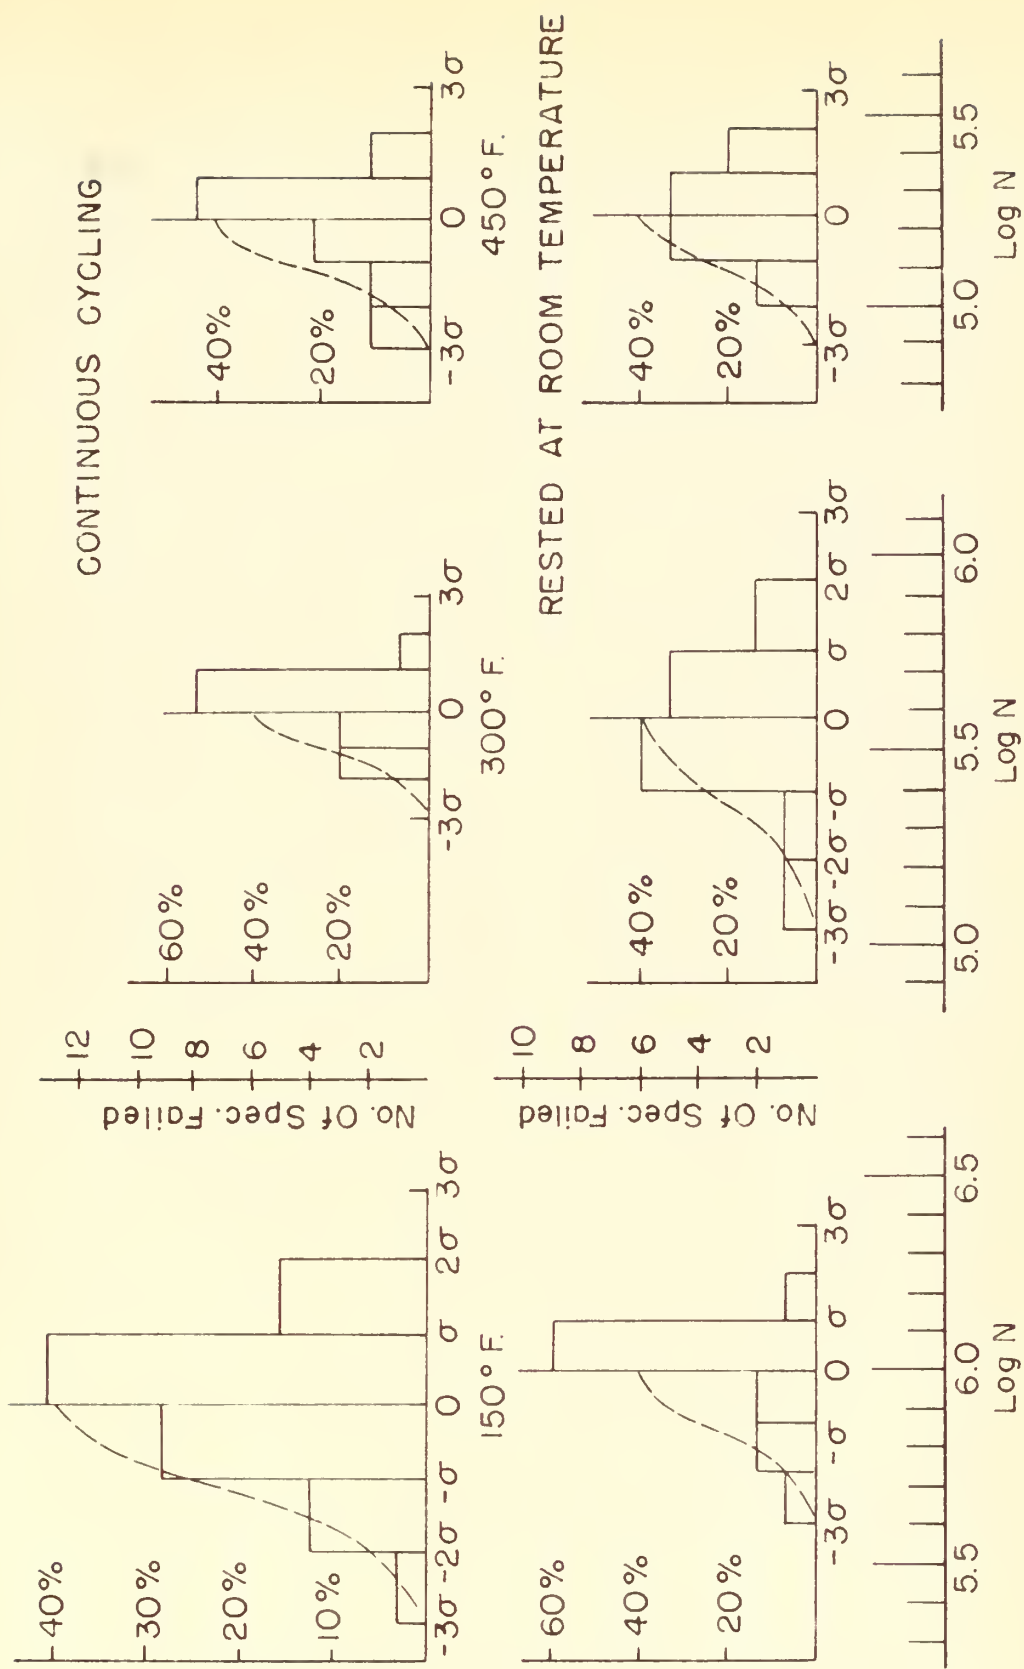 CONTINUOUS CYCLING
40%
30%
20%
10%
-3σ -2σ -σ 0 σ 2σ 3σ
150°F.
12
10
8
6
4
2
No. Of Spec. Failed
60%
40%
20%
-3σ 0 3σ
300°F.
40%
20%
-3σ 0 3σ
450°F.
RESTED AT ROOM TEMPERATURE
60%
40%
20%
-3σ -σ 0 σ 3σ
10
8
6
4
2
No. Of Spec. Failed
40%
20%
-3σ -2σ -σ 0 σ 2σ 3σ
40%
20%
-3σ 0 3σ
5.5 6.0 6.5
Log N
5.0 5.5 6.0
Log N
5.0 5.5
Log N